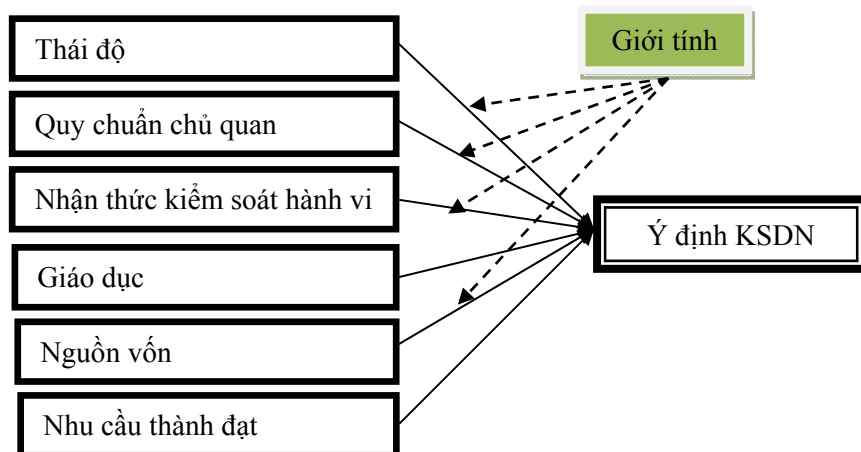 Giới tính
Thái độ
Quy chuẩn chủ quan
Nhận thức kiểm soát hành vi
Ý định KSDN
Giáo dục
Nguồn vốn
Nhu cầu thành đạt